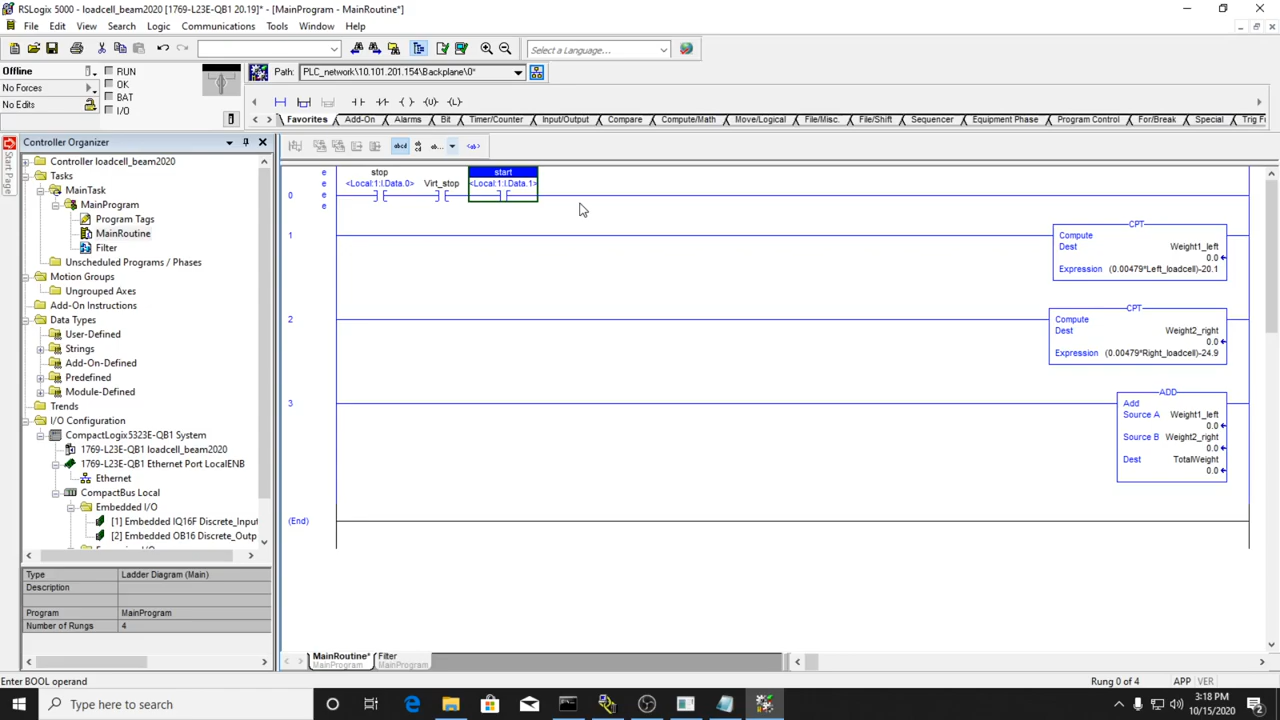 RSLogix 5000 - loadcell_beam2020 [1769-L23E-QB1 20.19]* - [MainProgram - MainRoutine*]
File Edit View Search Logic Communications Tools Window Help
Select a Language...
Offline RUN
No Forces OK
BAT
No Edits I/O
Path: PLC_network\10.101.201.154\Backplane\0*
Favorites Add-On Alarms Bit Timer/Counter Input/Output Compare Compute/Math Move/Logical File/Misc. File/Shift Sequencer Equipment Phase Program Control For/Break Special Trig Fu
Start Page
Controller Organizer
Controller loadcell_beam2020
Tasks
MainTask
MainProgram
Program Tags
MainRoutine
Filter
Unscheduled Programs / Phases
Motion Groups
Ungrouped Axes
Add-On Instructions
Data Types
User-Defined
Strings
Add-On-Defined
Predefined
Module-Defined
Trends
I/O Configuration
CompactLogix5323E-QB1 System
1769-L23E-QB1 loadcell_beam2020
1769-L23E-QB1 Ethernet Port LocalENB
Ethernet
CompactBus Local
Embedded I/O
[1] Embedded IQ16F Discrete_Input
[2] Embedded OB16 Discrete_Outp
Type Ladder Diagram (Main)
Description
Program MainProgram
Number of Rungs 4
e stop start
e <Local:1:I.Data.0> Virt_stop <Local:1:I.Data.1>
0 e
e
1 CPT
Compute
Dest Weight1_left
0.0
Expression (0.00479*Left_loadcell)-20.1
2 CPT
Compute
Dest Weight2_right
0.0
Expression (0.00479*Right_loadcell)-24.9
3 ADD
Add
Source A Weight1_left
0.0
Source B Weight2_right
0.0
Dest TotalWeight
0.0
(End)
MainRoutine* Filter
MainProgram MainProgram
Enter BOOL operand Rung 0 of 4 APP VER
Type here to search
3:18 PM
10/15/2020
2